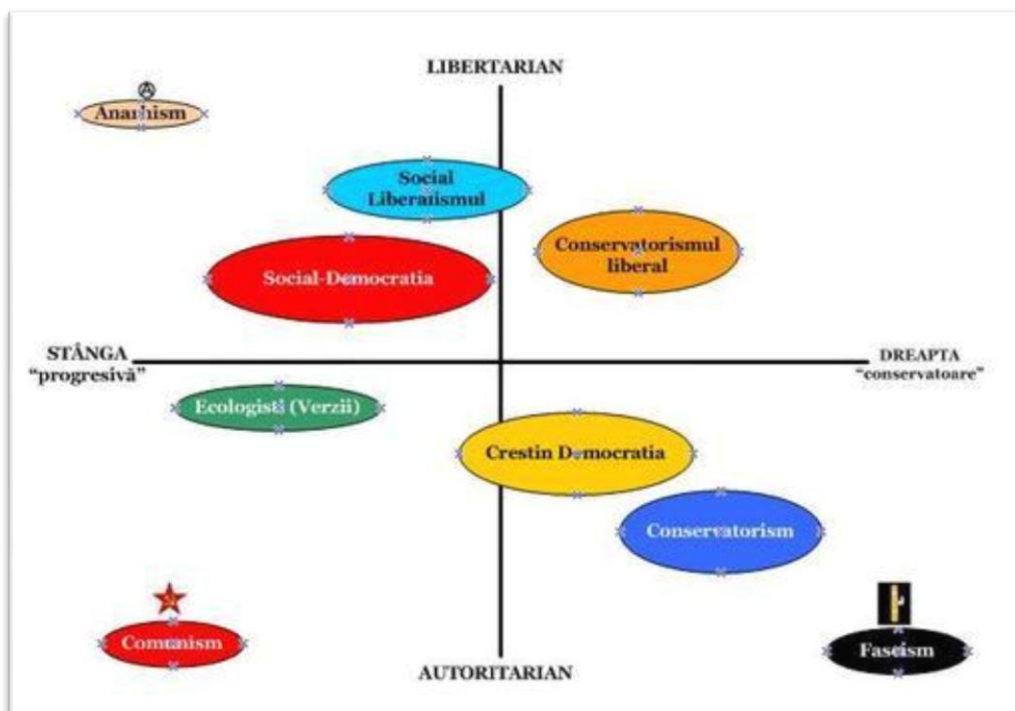 LIBERTARIAN
Anarhism
Social
Liberalismul
Conservatorismul
liberal
Social-Democratia
STÂNGA
"progresivă"
DREAPTA
"conservatoare"
Ecologisti (Verzii)
Crestin Democratia
Conservatorism
Comunism
Fascism
AUTORITARIAN